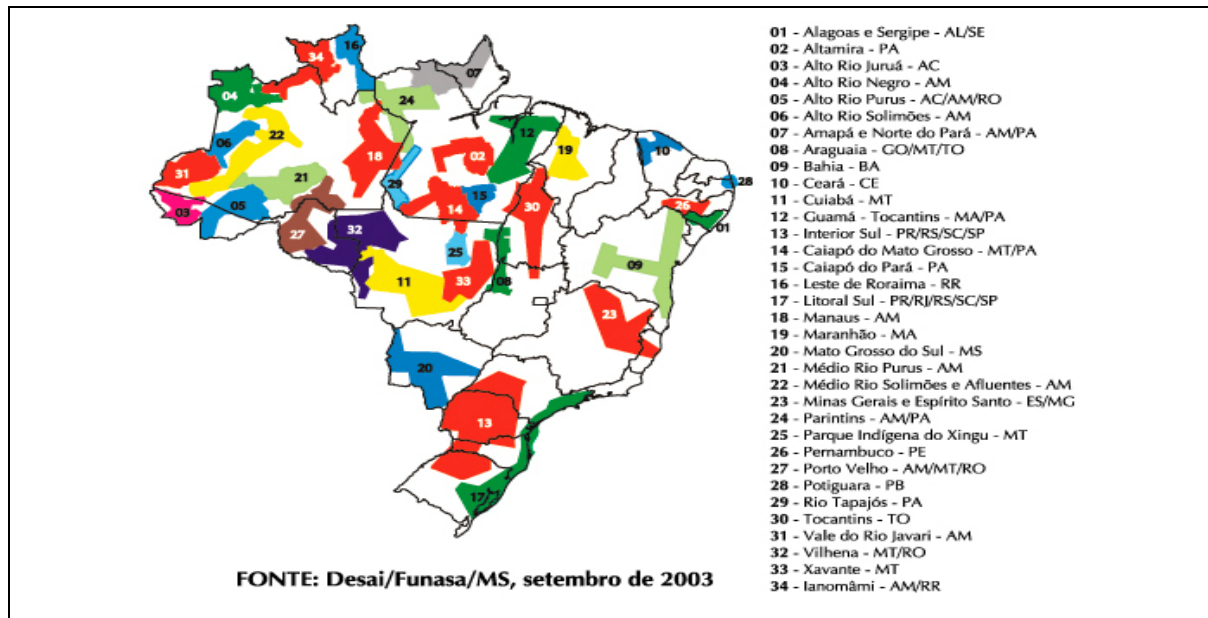 01 - Alagoas e Sergipe - AL/SE
02 - Altamira - PA
03 - Alto Rio Juruá - AC
04 - Alto Rio Negro - AM
05 - Alto Rio Purus - AC/AM/RO
06 - Alto Rio Solimões - AM
07 - Amapá e Norte do Pará - AM/PA
08 - Araguaia - GO/MT/TO
09 - Bahia - BA
10 - Ceará - CE
11 - Cuiabá - MT
12 - Guamá - Tocantins - MA/PA
13 - Interior Sul - PR/RS/SC/SP
14 - Caiapó do Mato Grosso - MT/PA
15 - Caiapó do Pará - PA
16 - Leste de Roraima - RR
17 - Litoral Sul - PR/RJ/RS/SC/SP
18 - Manaus - AM
19 - Maranhão - MA
20 - Mato Grosso do Sul - MS
21 - Médio Rio Purus - AM
22 - Médio Rio Solimões e Afluentes - AM
23 - Minas Gerais e Espírito Santo - ES/MG
24 - Parintins - AM/PA
25 - Parque Indígena do Xingu - MT
26 - Pernambuco - PE
27 - Porto Velho - AM/MT/RO
28 - Potiguara - PB
29 - Rio Tapajós - PA
30 - Tocantins - TO
31 - Vale do Rio Javari - AM
32 - Vilhena - MT/RO
33 - Xavante - MT
34 - Ianomâmi - AM/RR
16
34
07
04
24
22
12
06
19
10
18
02
31
29
28
21
15
30
26
03
05
14
01
27
32
25
09
11
33
08
23
20
13
17
FONTE: Desai/Funasa/MS, setembro de 2003